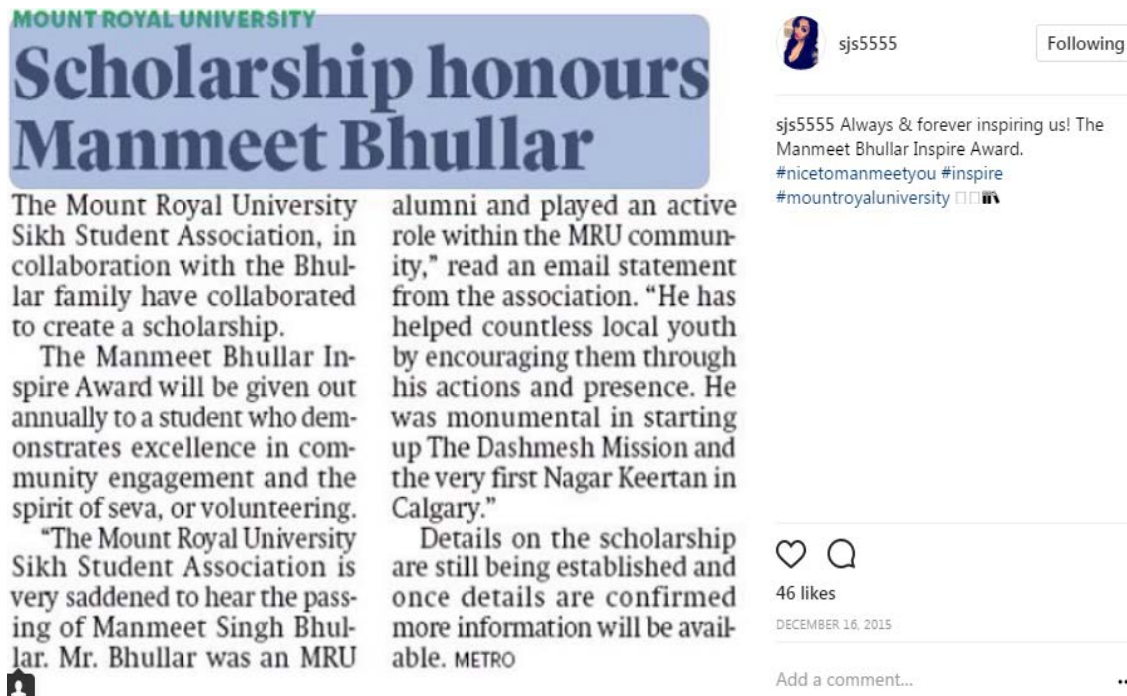 MOUNT ROYAL UNIVERSITY
Scholarship honours
Manmeet Bhullar
The Mount Royal University
Sikh Student Association, in
collaboration with the Bhul-
lar family have collaborated
to create a scholarship.
The Manmeet Bhullar In-
spire Award will be given out
annually to a student who dem-
onstrates excellence in com-
munity engagement and the
spirit of seva, or volunteering.
"The Mount Royal University
Sikh Student Association is
very saddened to hear the pass-
ing of Manmeet Singh Bhul-
lar. Mr. Bhullar was an MRU
alumni and played an active
role within the MRU commun-
ity," read an email statement
from the association. "He has
helped countless local youth
by encouraging them through
his actions and presence. He
was monumental in starting
up The Dashmesh Mission and
the very first Nagar Keertan in
Calgary."
Details on the scholarship
are still being established and
once details are confirmed
more information will be avail-
able. METRO
sjs5555
Following
sjs5555 Always & forever inspiring us! The
Manmeet Bhullar Inspire Award.
#nicetomanmeetyou #inspire
#mountroyaluniversity
46 likes
DECEMBER 16, 2015
Add a comment...